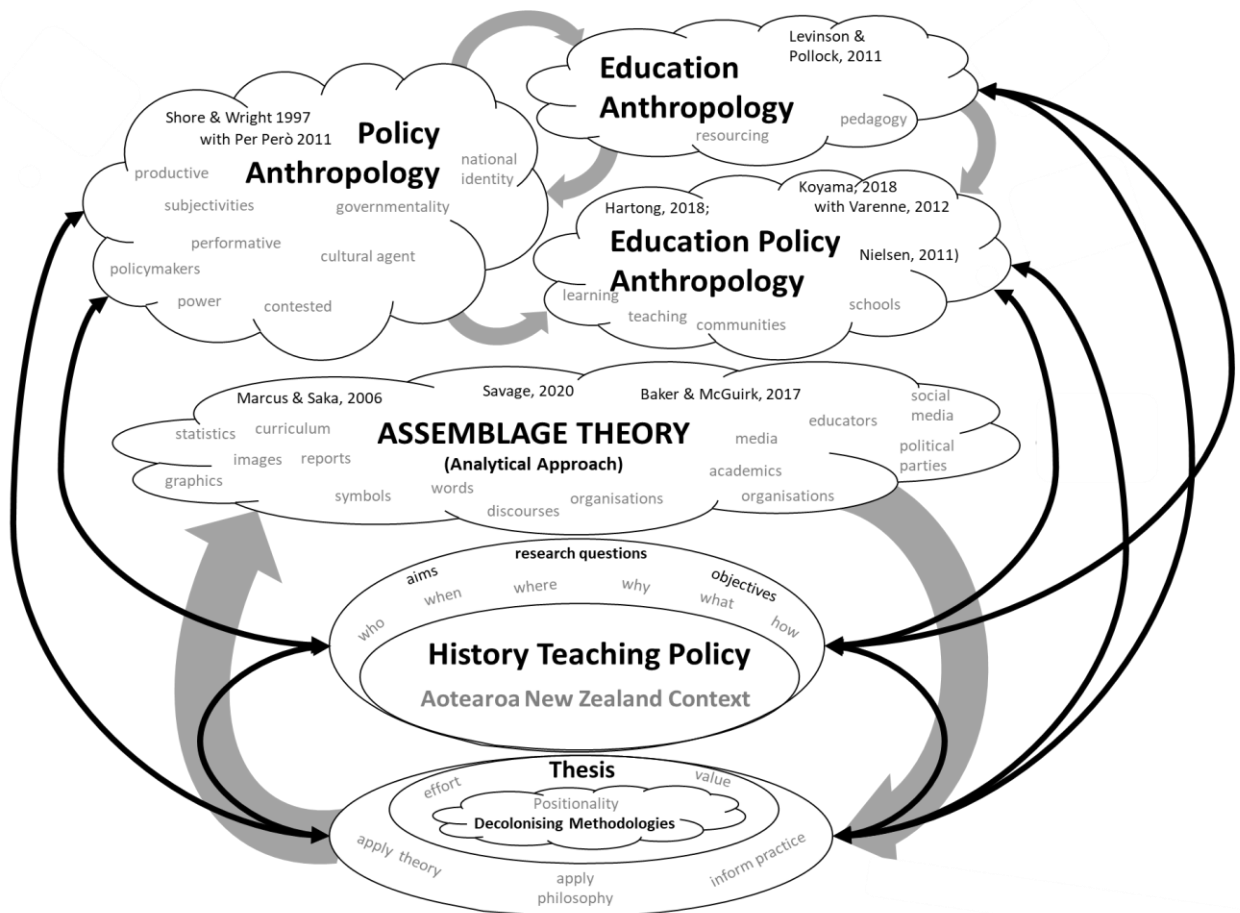 Levinson &
Pollock, 2011
Education
Anthropology
resourcing
pedagogy
Shore & Wright 1997
with Per Però 2011
Policy
Anthropology
national
identity
productive
subjectivities
governmentality
performative
cultural agent
policymakers
power
contested
Koyama, 2018
with Varenne, 2012
Hartong, 2018;
Education Policy
Anthropology
Nielsen, 2011)
learning
teaching
communities
schools
Marcus & Saka, 2006
Savage, 2020
Baker & McGuirk, 2017
social
media
educators
statistics
curriculum
ASSEMBLAGE THEORY
(Analytical Approach)
media
political
parties
images
reports
graphics
academics
symbols
words
organisations
organisations
discourses
research questions
aims
objectives
who
when
where
why
what
how
History Teaching Policy
Aotearoa New Zealand Context
Thesis
effort
value
Positionality
Decolonising Methodologies
apply theory
apply
philosophy
inform practice